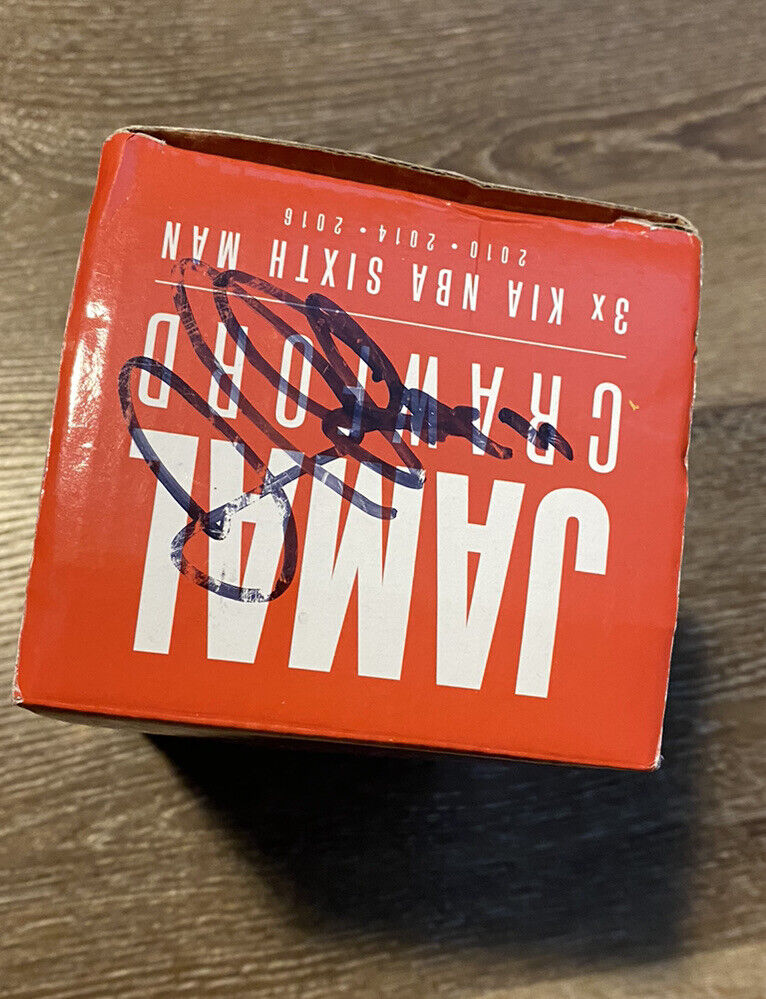 JAMAL
CRAWFORD
3x KIA NBA SIXTH MAN
2010 • 2014 • 2016